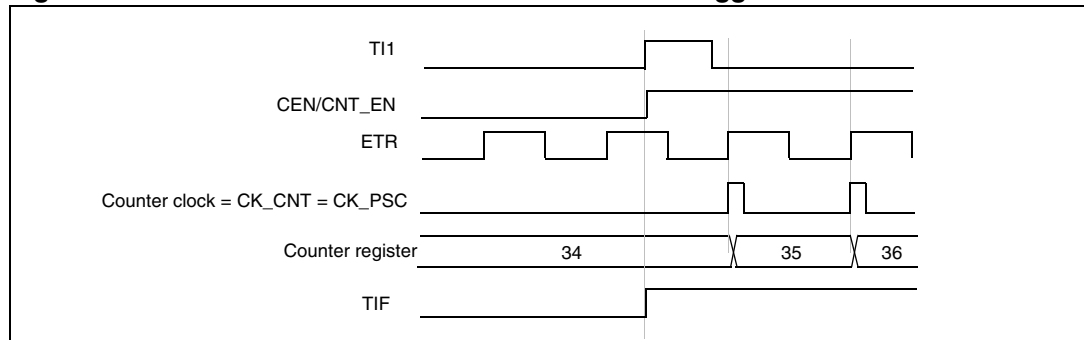 TI1
CEN/CNT_EN
ETR
Counter clock = CK_CNT = CK_PSC
Counter register
34
35
36
TIF